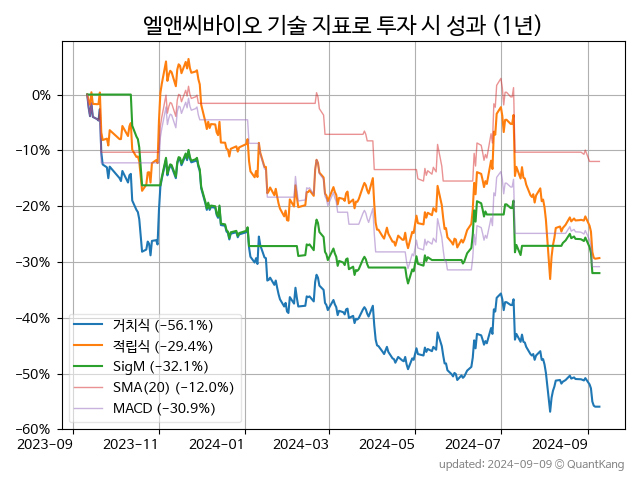 엘앤씨바이오 기술 지표로 투자 시 성과 (1년)
0%
−10%
−20%
−30%
−40%
−50%
−60%
거치식 (−56.1%)
적립식 (−29.4%)
SigM (−32.1%)
SMA(20) (−12.0%)
MACD (−30.9%)
2023-09 2023-11 2024-01 2024-03 2024-05 2024-07 2024-09
updated: 2024-09-09 © QuantKang